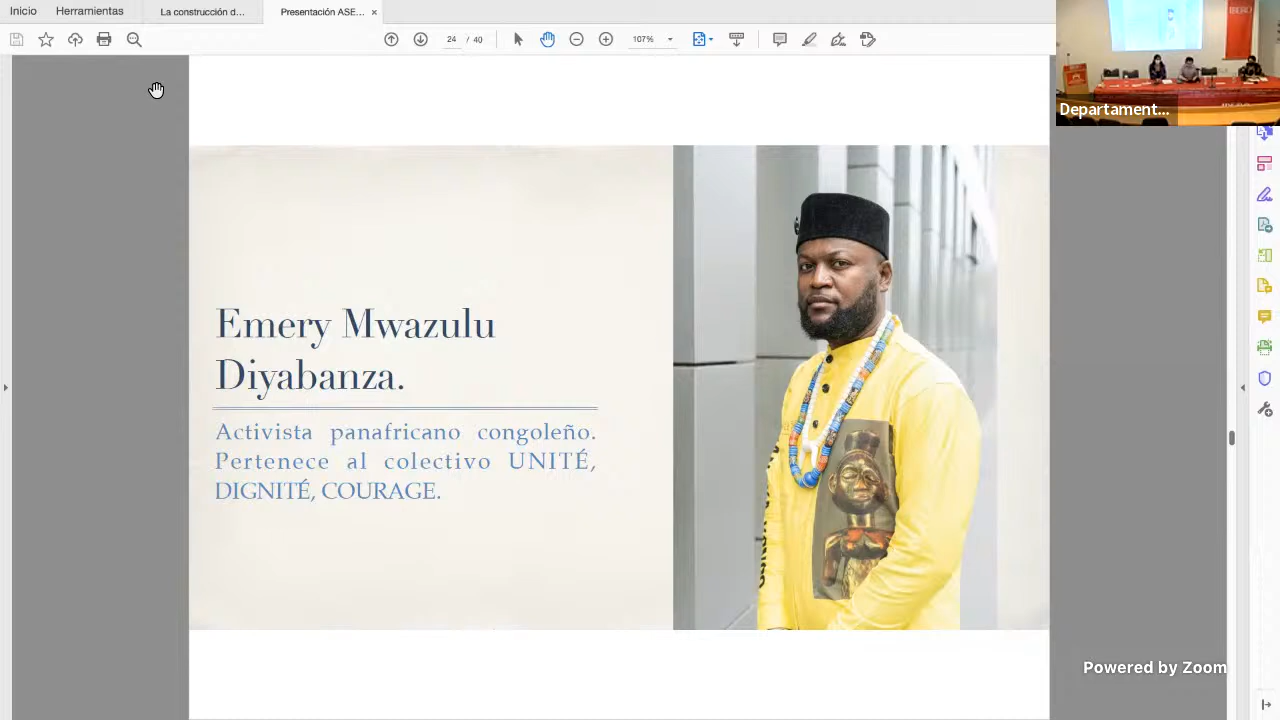 Inicio
Herramientas
La construcción d...
Presentación ASE...
×
24 / 40
107%
Departament...
Emery Mwazulu
Diyabanza.
Activista panafricano congoleño.
Pertenece al colectivo UNITÉ,
DIGNITÉ, COURAGE.
Powered by Zoom